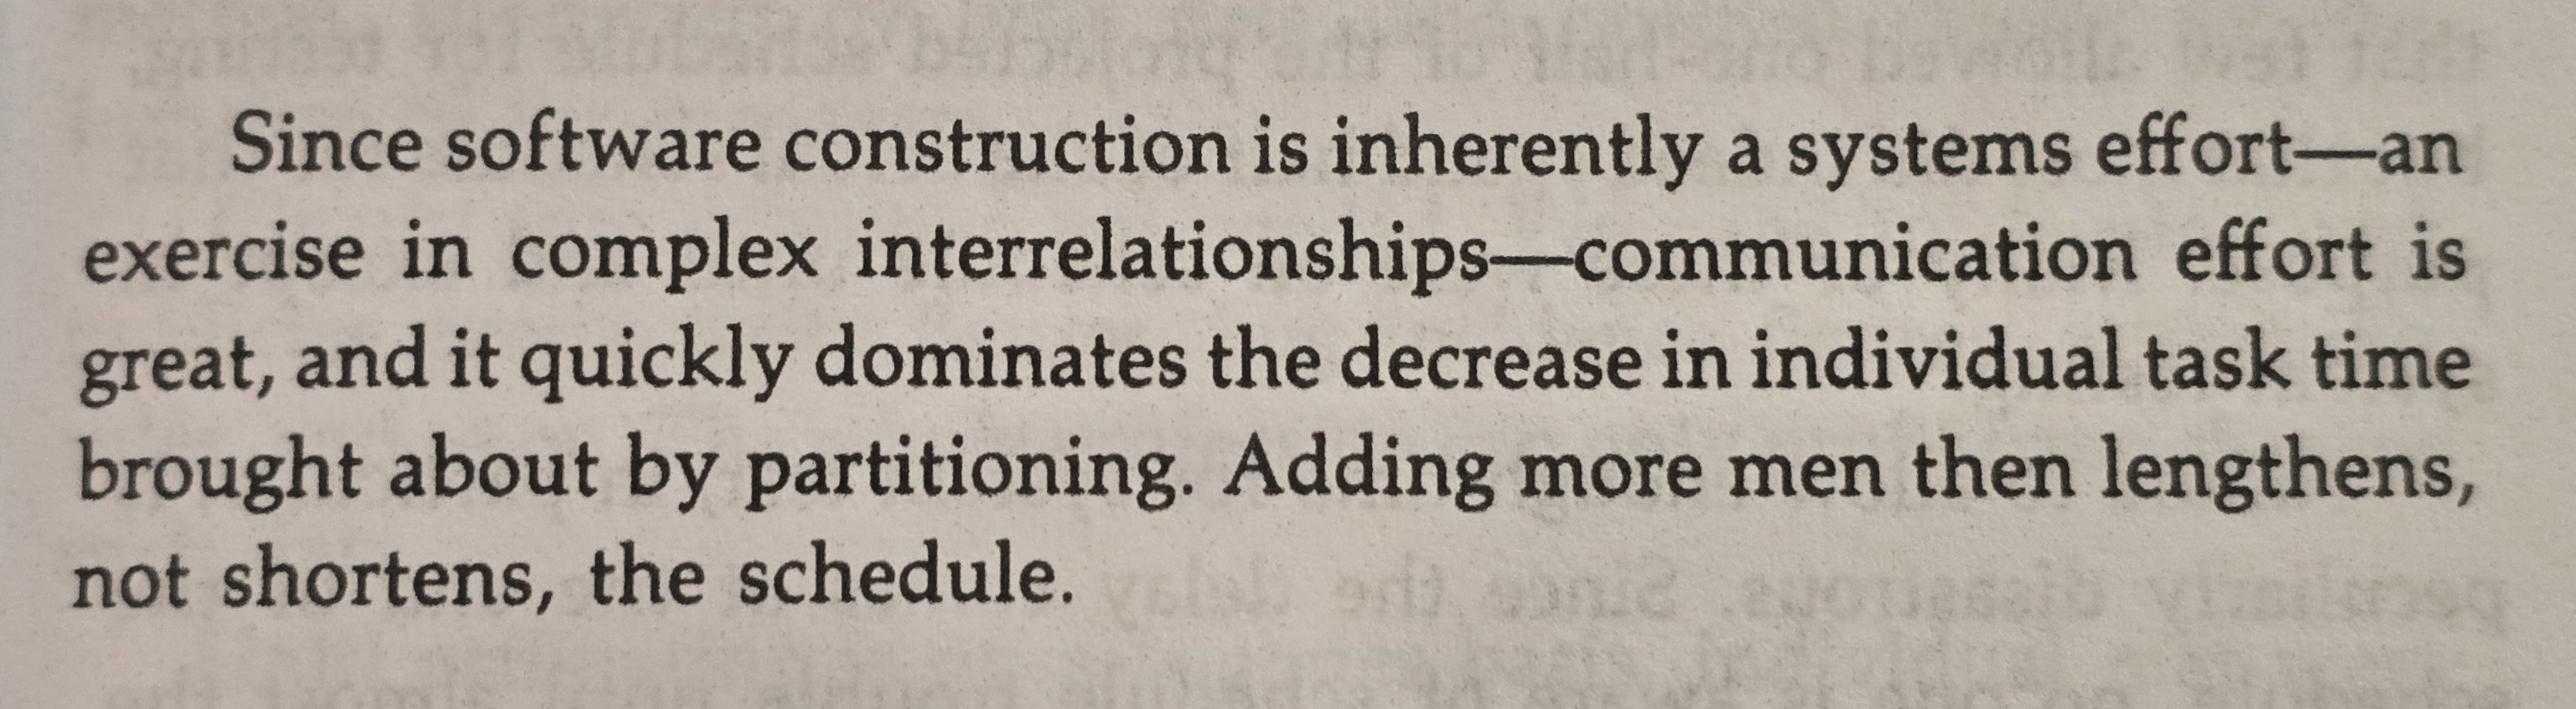 Since software construction is inherently a systems effort—an
exercise in complex interrelationships—communication effort is
great, and it quickly dominates the decrease in individual task time
brought about by partitioning. Adding more men then lengthens,
not shortens, the schedule.